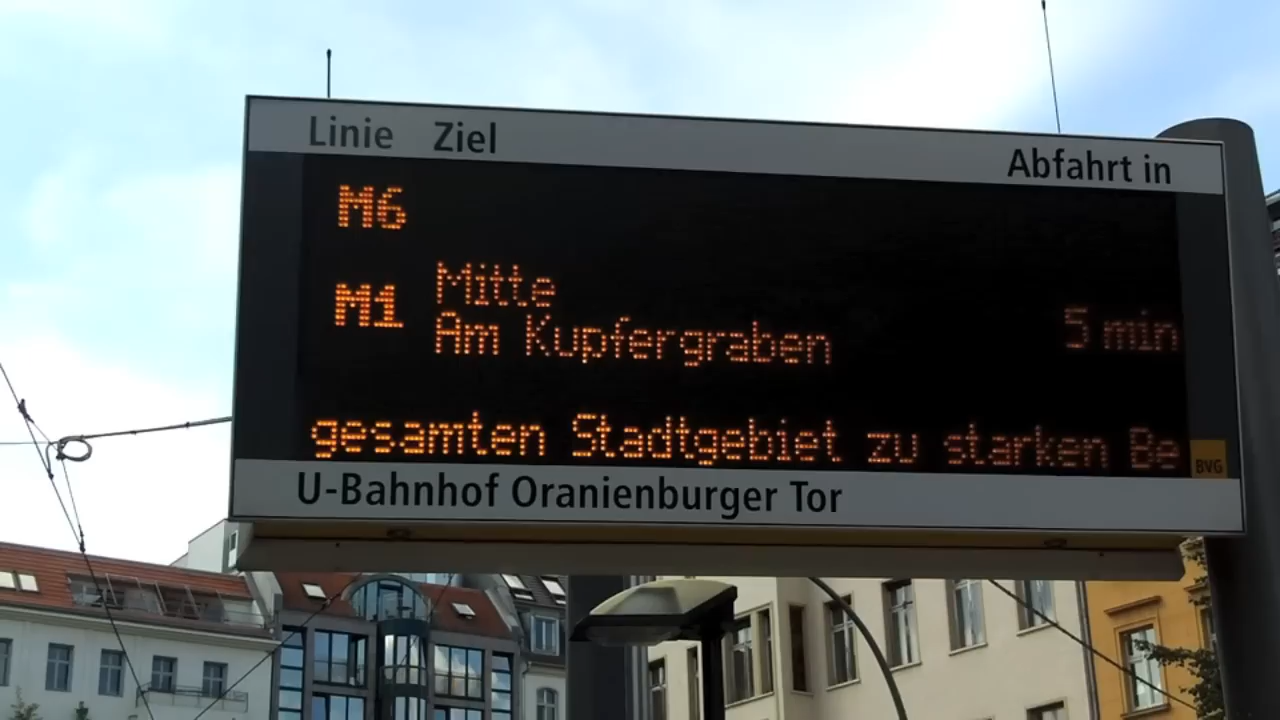 Linie Ziel Abfahrt in
M6
M1 Mitte
Am Kupfergraben 5 min
gesamten Stadtgebiet zu starken Be
BVG
U-Bahnhof Oranienburger Tor